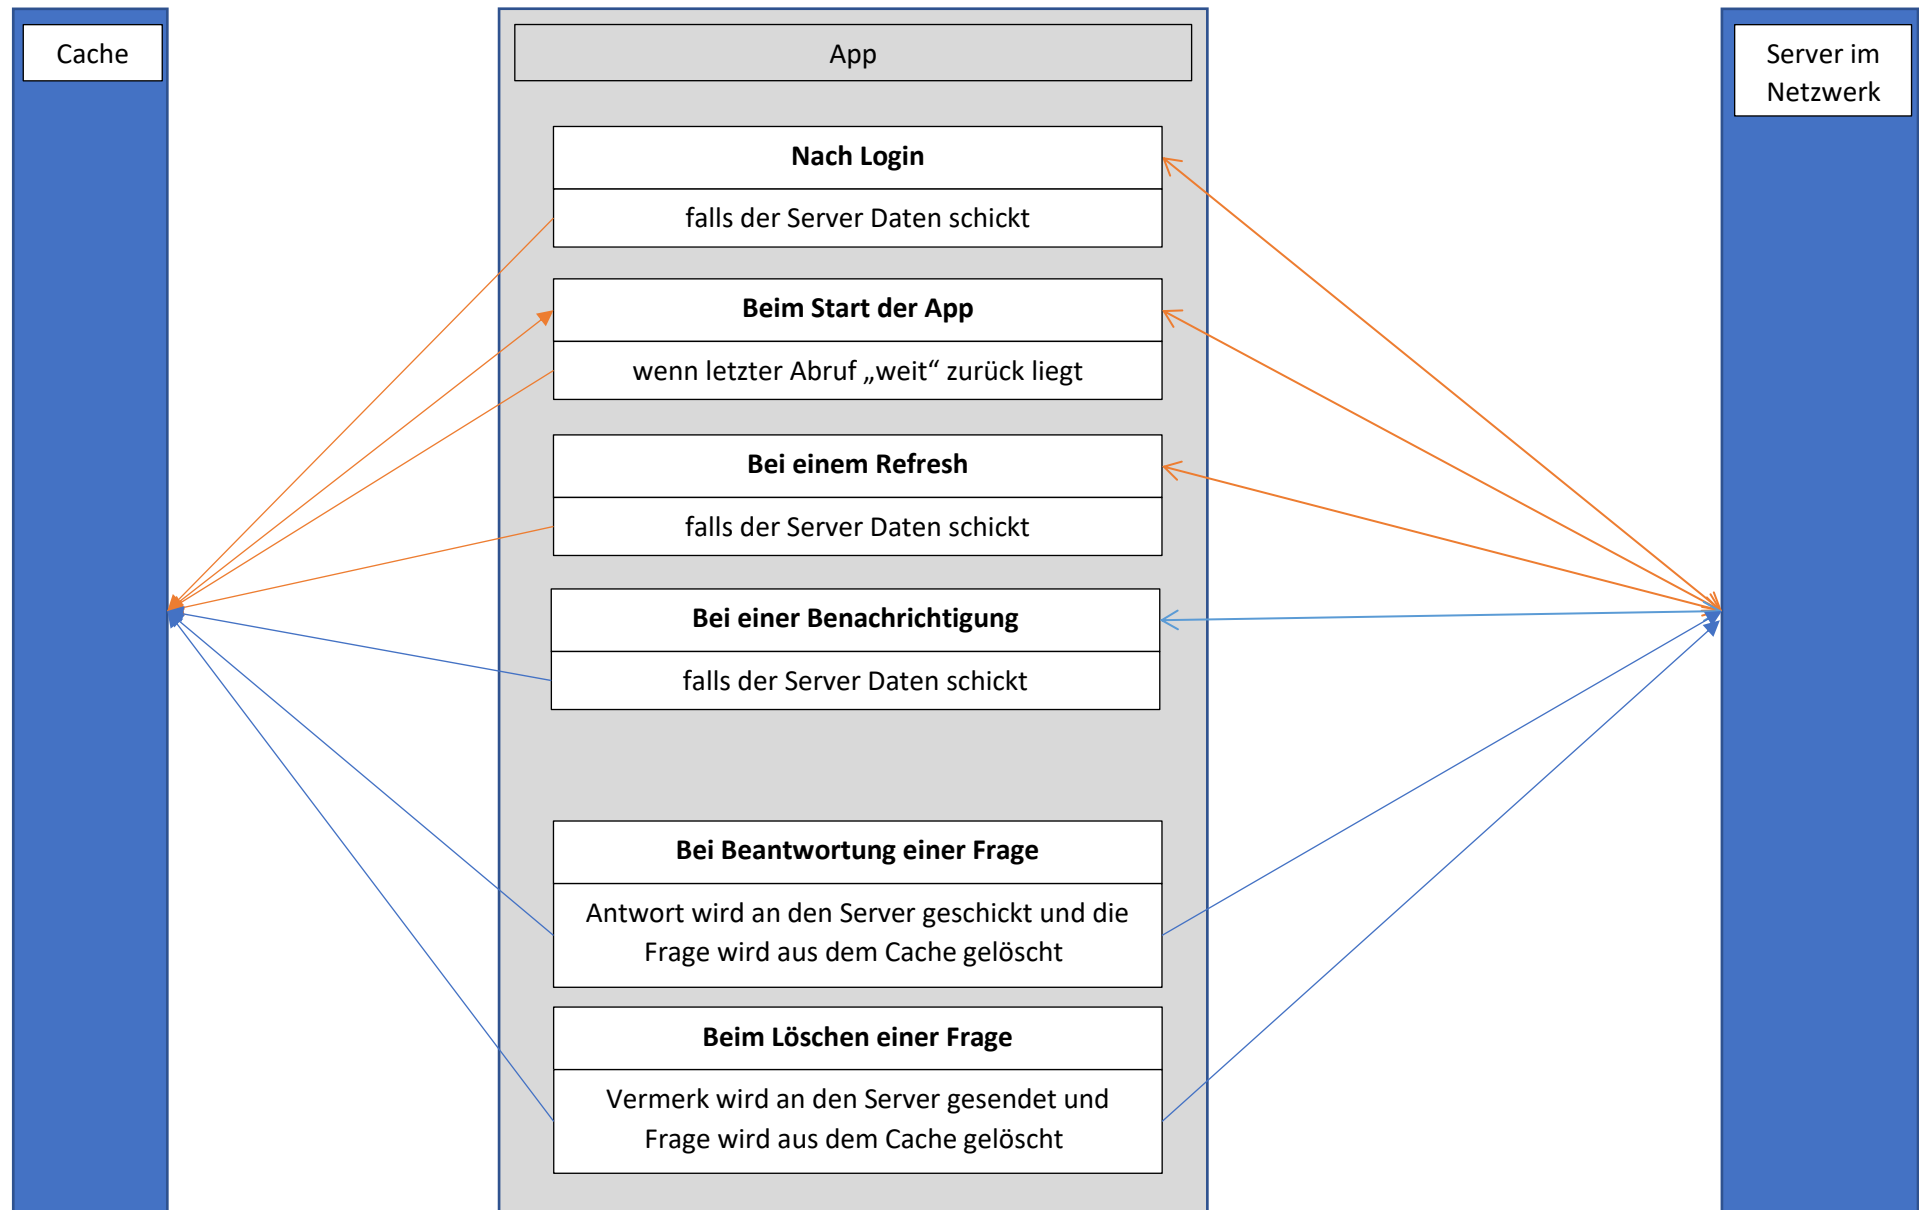 Cache
App
Server im
Netzwerk
Nach Login
falls der Server Daten schickt
Beim Start der App
wenn letzter Abruf „weit“ zurück liegt
Bei einem Refresh
falls der Server Daten schickt
Bei einer Benachrichtigung
falls der Server Daten schickt
Bei Beantwortung einer Frage
Antwort wird an den Server geschickt und die
Frage wird aus dem Cache gelöscht
Beim Löschen einer Frage
Vermerk wird an den Server gesendet und
Frage wird aus dem Cache gelöscht